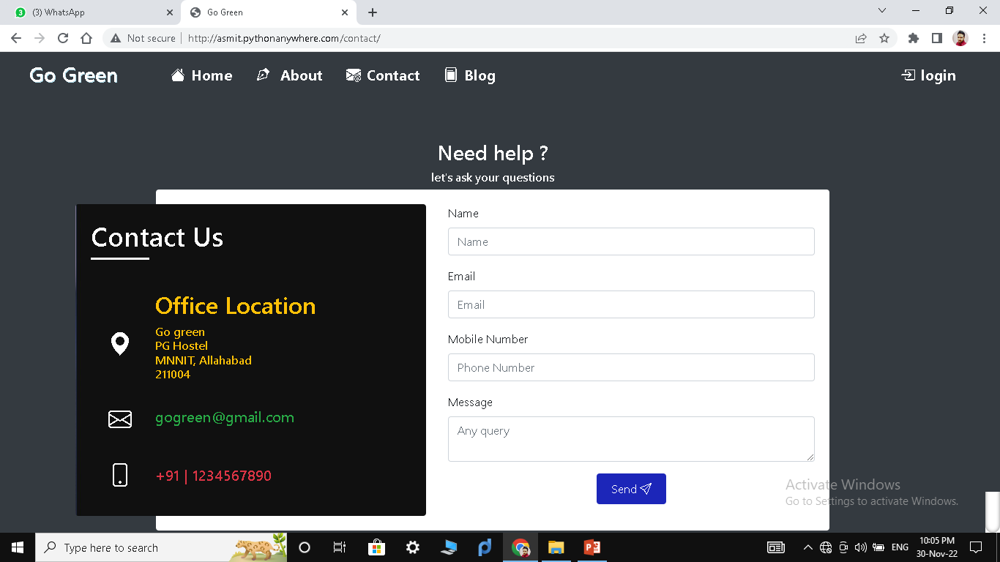 (3) WhatsApp
Go Green
Not secure
http://asmit.pythonanywhere.com/contact/
Go Green
Home
About
Contact
Blog
login
Need help ?
let's ask your questions
Contact Us
Office Location
Go green
PG Hostel
MNNIT, Allahabad
211004
gogreen@gmail.com
+91 | 1234567890
Name
Name
Email
Email
Mobile Number
Phone Number
Message
Any query
Send
Activate Windows
Go to Settings to activate Windows.
Type here to search
ENG
10:05 PM
30-Nov-22